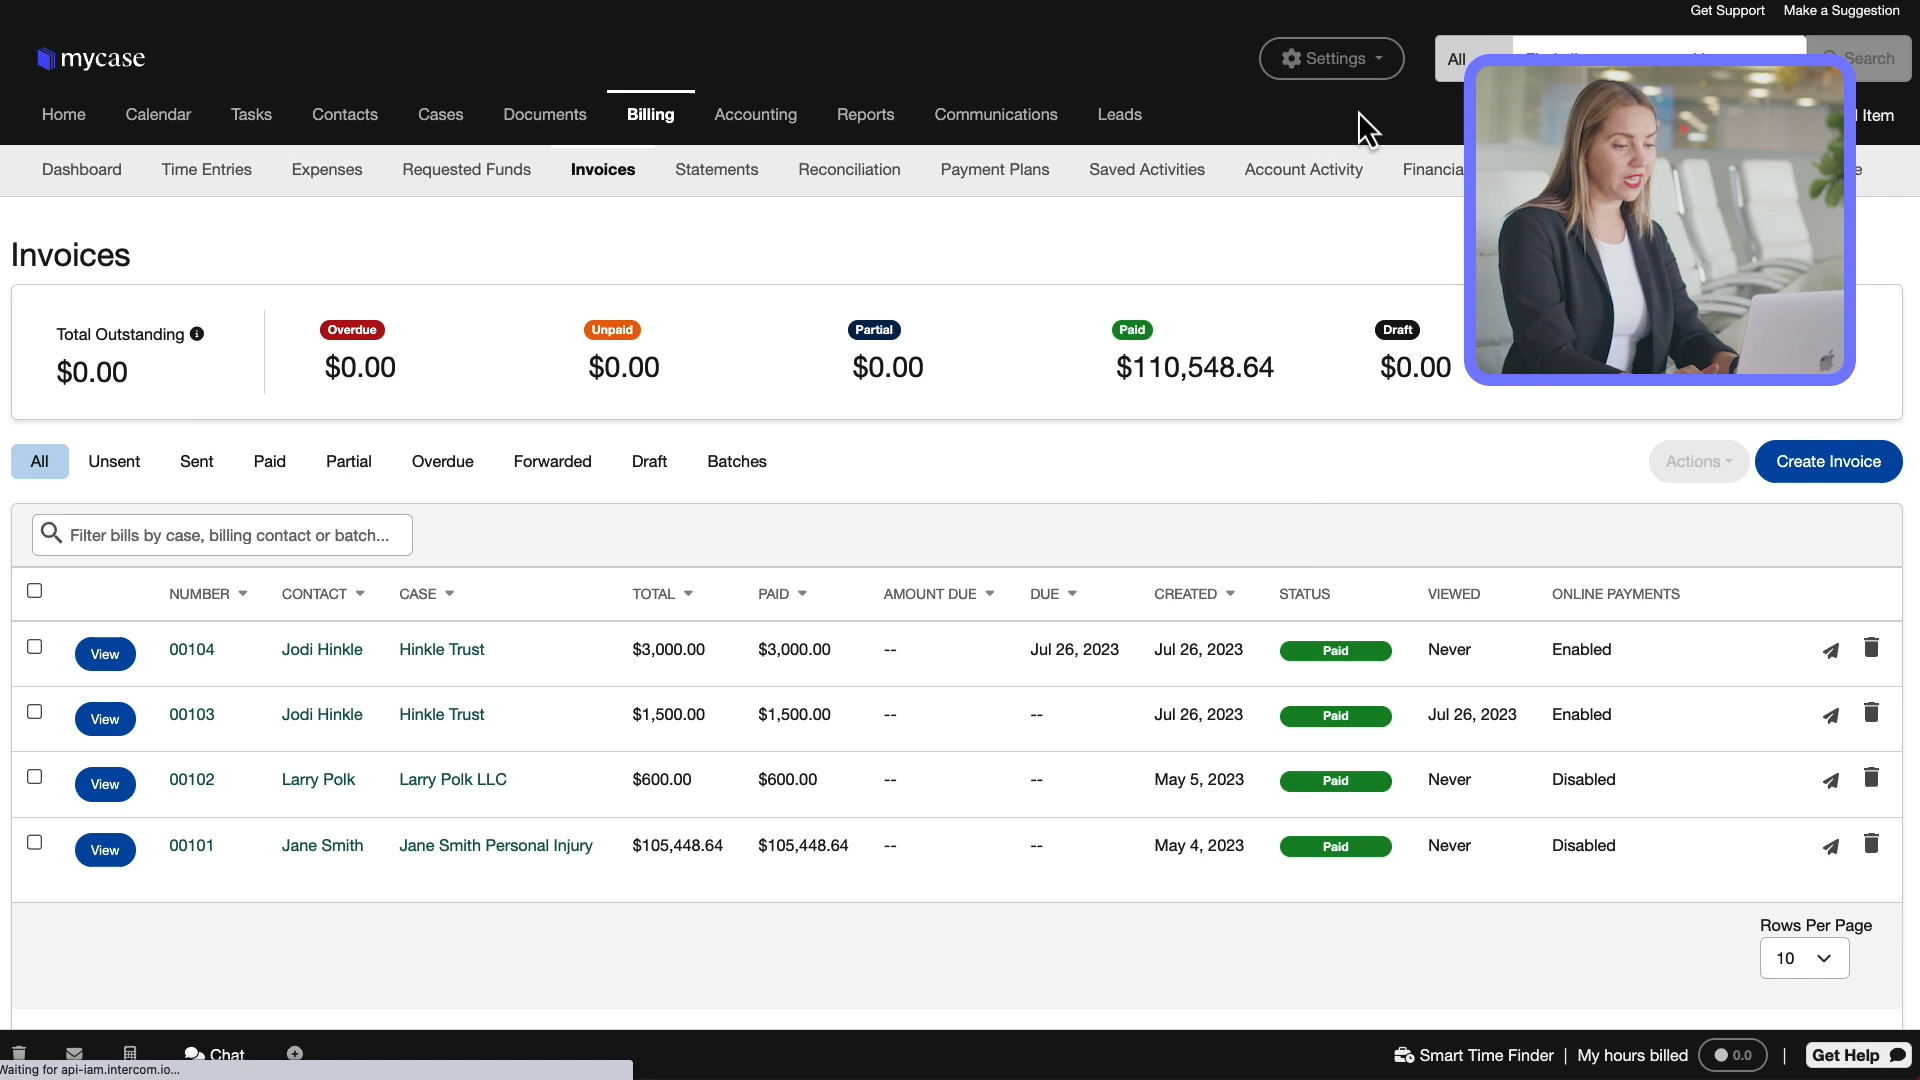 Get Support Make a Suggestion
mycase
Settings
All
Search
Home Calendar Tasks Contacts Cases Documents Billing Accounting Reports Communications Leads
Item
Dashboard Time Entries Expenses Requested Funds Invoices Statements Reconciliation Payment Plans Saved Activities Account Activity
Invoices
Total Outstanding
$0.00
Overdue
$0.00
Unpaid
$0.00
Partial
$0.00
Paid
$110,548.64
Draft
$0.00
All Unsent Sent Paid Partial Overdue Forwarded Draft Batches
Actions Create Invoice
Filter bills by case, billing contact or batch...
NUMBER CONTACT CASE TOTAL PAID AMOUNT DUE DUE CREATED STATUS VIEWED ONLINE PAYMENTS
View 00104 Jodi Hinkle Hinkle Trust $3,000.00 $3,000.00 -- Jul 26, 2023 Jul 26, 2023 Paid Never Enabled
View 00103 Jodi Hinkle Hinkle Trust $1,500.00 $1,500.00 -- -- Jul 26, 2023 Paid Jul 26, 2023 Enabled
View 00102 Larry Polk Larry Polk LLC $600.00 $600.00 -- -- May 5, 2023 Paid Never Disabled
View 00101 Jane Smith Jane Smith Personal Injury $105,448.64 $105,448.64 -- -- May 4, 2023 Paid Never Disabled
Rows Per Page
10
Chat
Smart Time Finder | My hours billed 0.0 | Get Help
Waiting for api-iam.intercom.io...